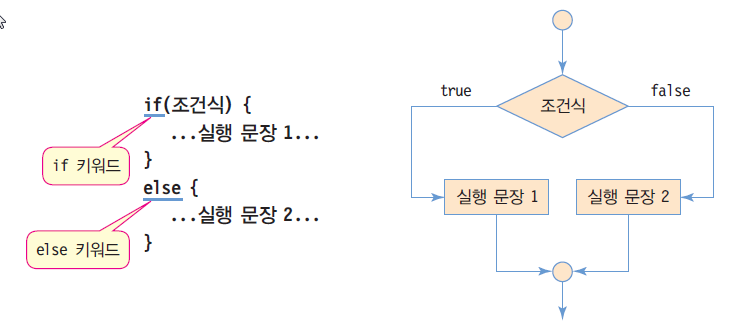 if(조건식) {
...실행 문장 1...
}
if 키워드
else {
...실행 문장 2...
}
else 키워드
true
false
조건식
실행 문장 1
실행 문장 2